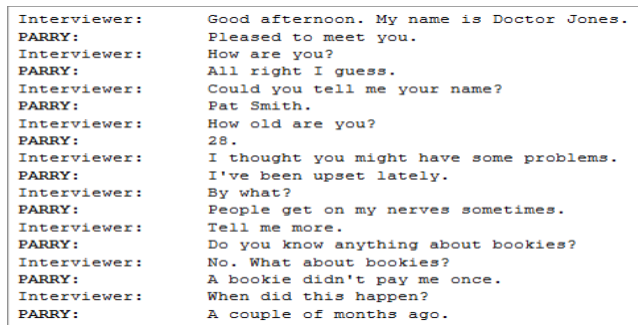 Interviewer: Good afternoon. My name is Doctor Jones.
PARRY: Pleased to meet you.
Interviewer: How are you?
PARRY: All right I guess.
Interviewer: Could you tell me your name?
PARRY: Pat Smith.
Interviewer: How old are you?
PARRY: 28.
Interviewer: I thought you might have some problems.
PARRY: I've been upset lately.
Interviewer: By what?
PARRY: People get on my nerves sometimes.
Interviewer: Tell me more.
PARRY: Do you know anything about bookies?
Interviewer: No. What about bookies?
PARRY: A bookie didn't pay me once.
Interviewer: When did this happen?
PARRY: A couple of months ago.